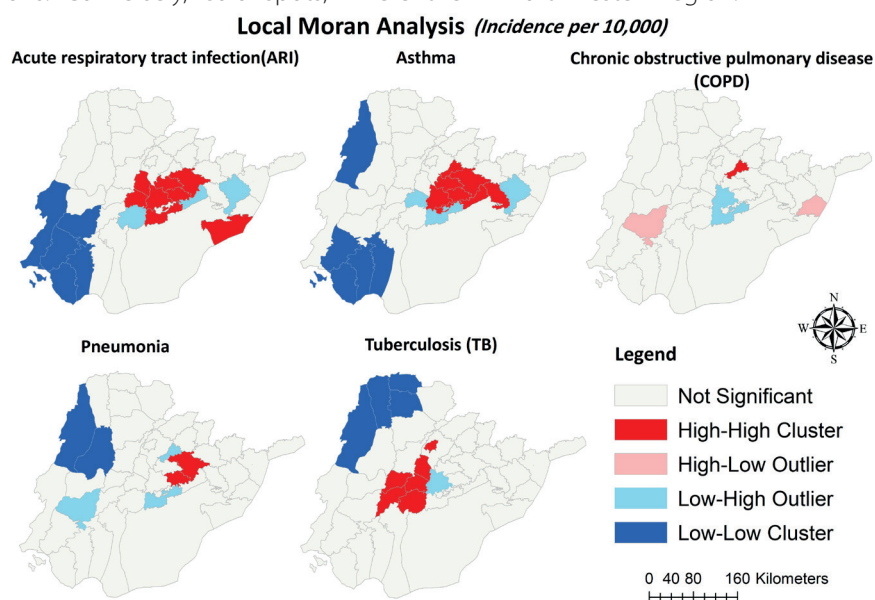 Local Moran Analysis (Incidence per 10,000)
Acute respiratory tract infection(ARI)
Asthma
Chronic obstructive pulmonary disease
(COPD)
N
W E
S
Pneumonia
Tuberculosis (TB)
Legend
Not Significant
High-High Cluster
High-Low Outlier
Low-High Outlier
Low-Low Cluster
0 40 80 160 Kilometers